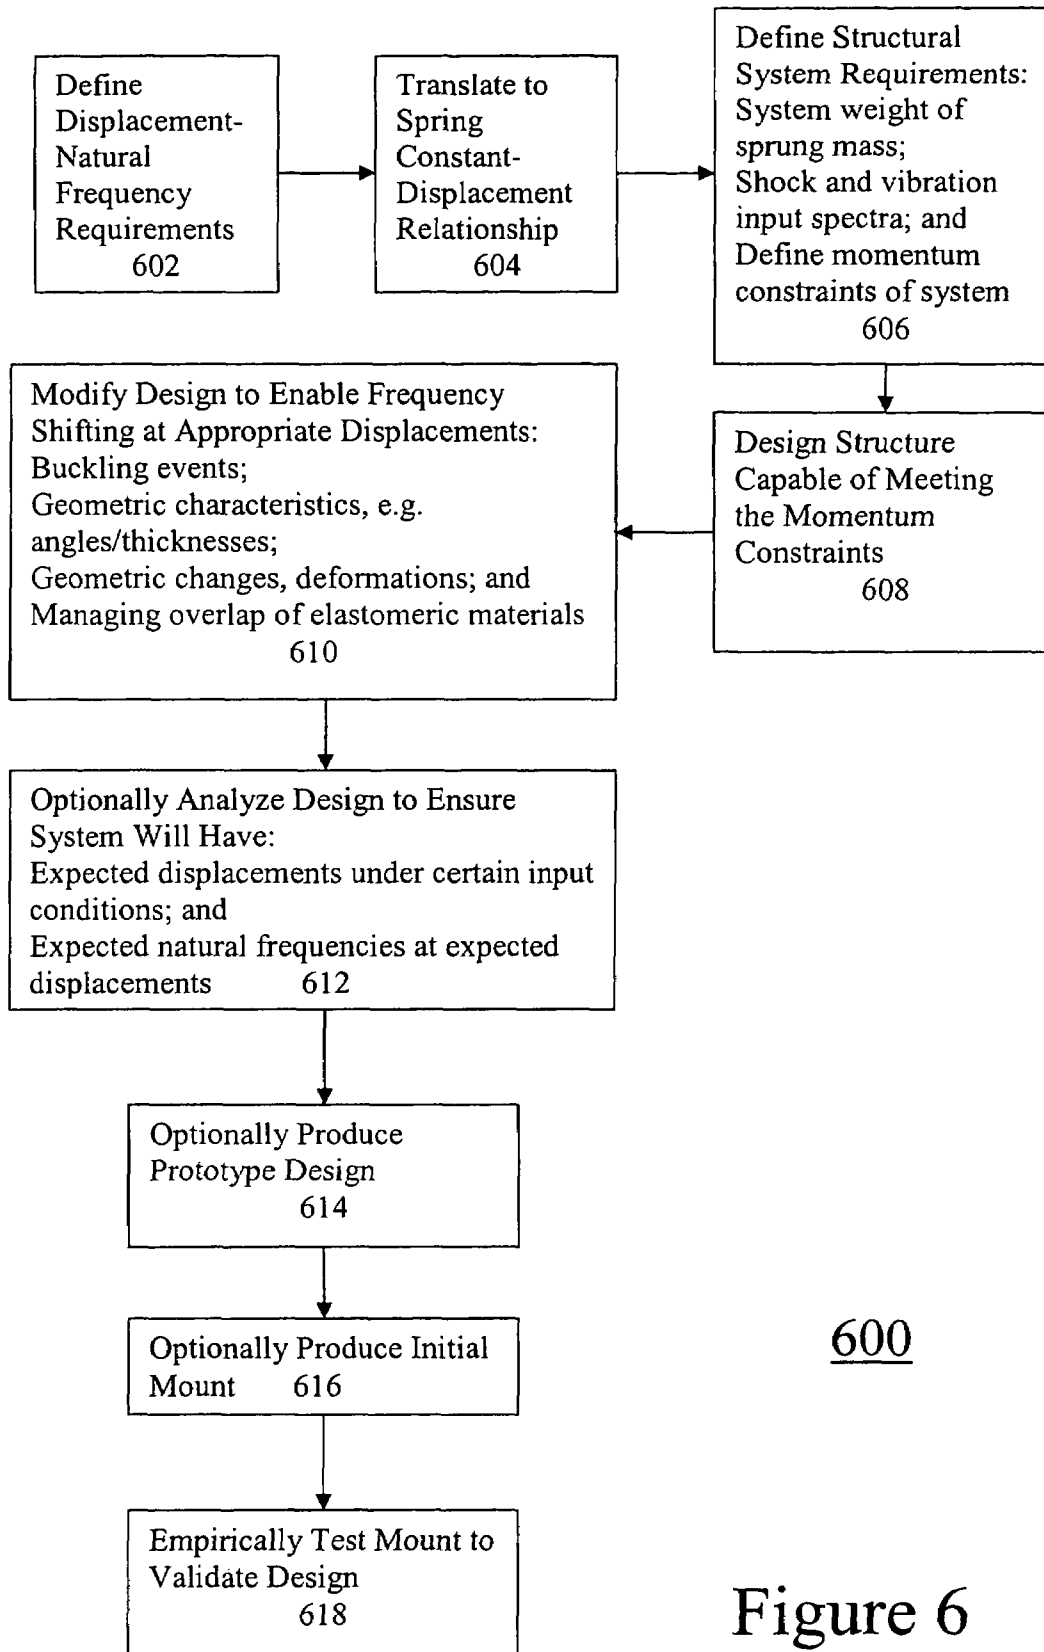 Define
Displacement-
Natural
Frequency
Requirements
602
Translate to
Spring
Constant-
Displacement
Relationship
604
Define Structural
System Requirements:
System weight of
sprung mass;
Shock and vibration
input spectra; and
Define momentum
constraints of system
606
Design Structure
Capable of Meeting
the Momentum
Constraints
608
Modify Design to Enable Frequency
Shifting at Appropriate Displacements:
Buckling events;
Geometric characteristics, e.g.
angles/thicknesses;
Geometric changes, deformations; and
Managing overlap of elastomeric materials
610
Optionally Analyze Design to Ensure
System Will Have:
Expected displacements under certain input
conditions; and
Expected natural frequencies at expected
displacements 612
Optionally Produce
Prototype Design
614
Optionally Produce Initial
Mount 616
Empirically Test Mount to
Validate Design
618
600
Figure 6